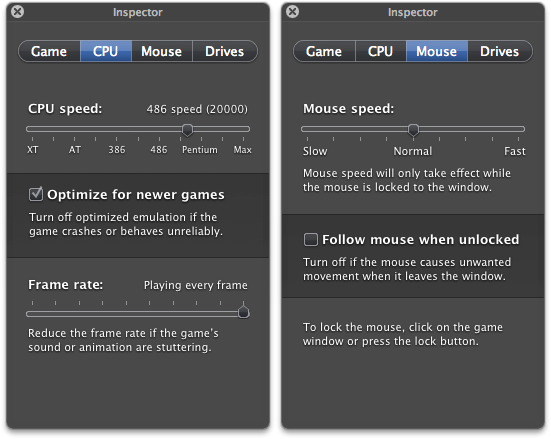 Inspector
Game CPU Mouse Drives
CPU speed: 486 speed (20000)
XT AT 386 486 Pentium Max
Optimize for newer games
Turn off optimized emulation if the
game crashes or behaves unreliably.
Frame rate: Playing every frame
Reduce the frame rate if the game's
sound or animation are stuttering.
Inspector
Game CPU Mouse Drives
Mouse speed:
Slow Normal Fast
Mouse speed will only take effect while
the mouse is locked to the window.
Follow mouse when unlocked
Turn off if the mouse causes unwanted
movement when it leaves the window.
To lock the mouse, click on the game
window or press the lock button.